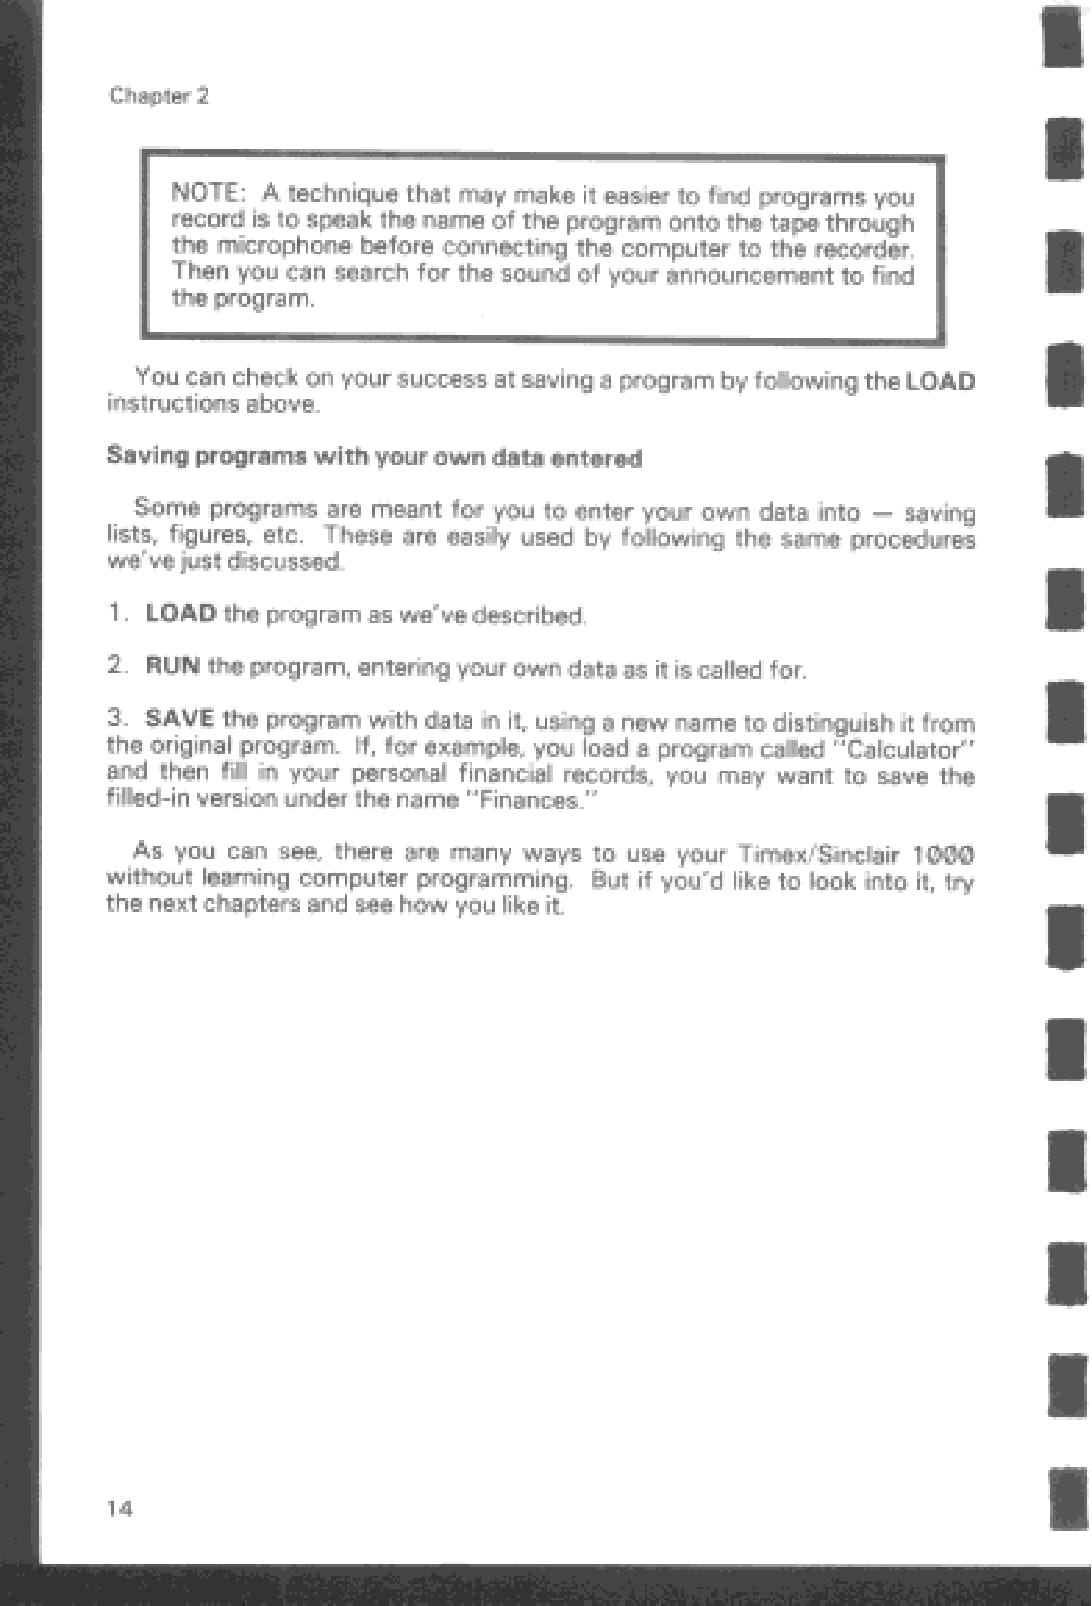 Chapter 2
NOTE: A technique that may make it easier to find programs you
record is to speak the name of the program onto the tape through
the microphone before connecting the computer to the recorder.
Then you can search for the sound of your announcement to find
the program.
You can check on your success at saving a program by following the LOAD
instructions above.
Saving programs with your own data entered
Some programs are meant for you to enter your own data into — saving
lists, figures, etc. These are easily used by following the same procedures
we've just discussed.
1. LOAD the program as we've described.
2. RUN the program, entering your own data as it is called for.
3. SAVE the program with data in it, using a new name to distinguish it from
the original program. If, for example, you load a program called "Calculator"
and then fill in your personal financial records, you may want to save the
filled-in version under the name "Finances."
As you can see, there are many ways to use your Timex/Sinclair 1000
without learning computer programming. But if you'd like to look into it, try
the next chapters and see how you like it.
14